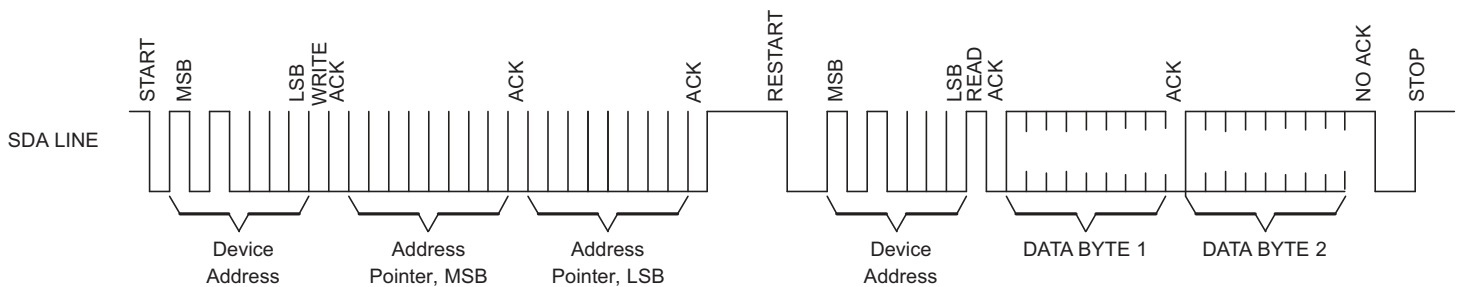 START
MSB
LSB
WRITE
ACK
ACK
ACK
RESTART
MSB
LSB
READ
ACK
ACK
NO ACK
STOP
SDA LINE
Device
Address
Address
Pointer, MSB
Address
Pointer, LSB
Device
Address
DATA BYTE 1
DATA BYTE 2